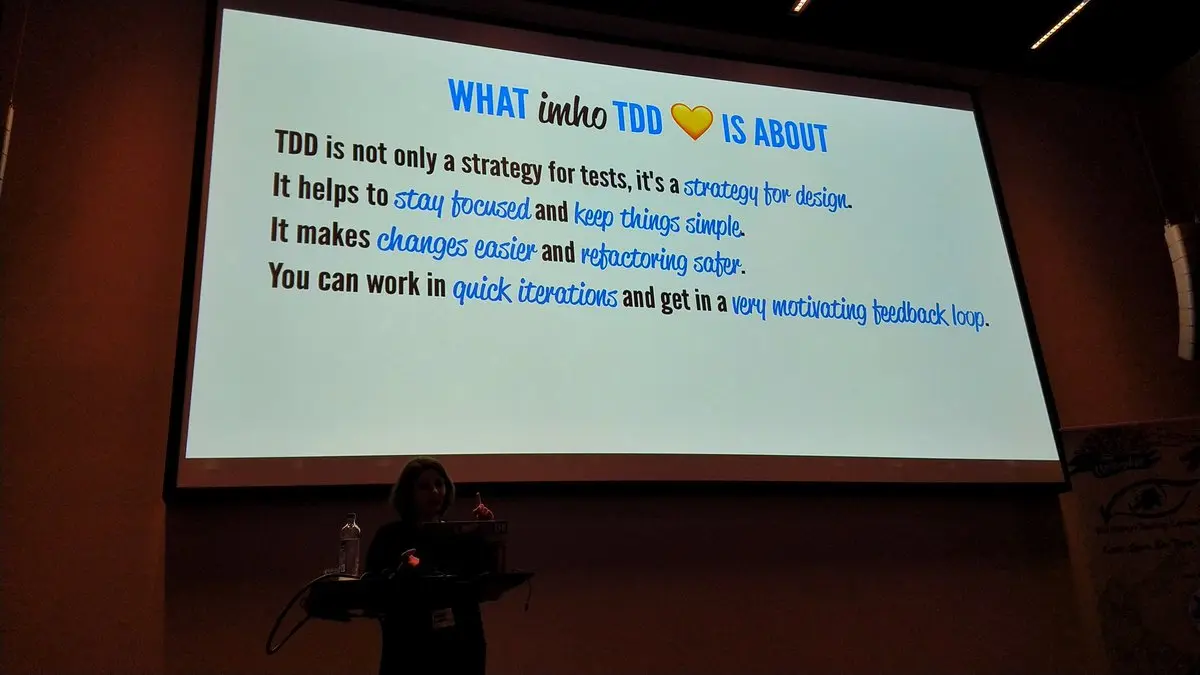 WHAT imho TDD 💛 IS ABOUT
TDD is not only a strategy for tests, it's a strategy for design.
It helps to stay focused and keep things simple.
It makes changes easier and refactoring safer.
You can work in quick iterations and get in a very motivating feedback loop.